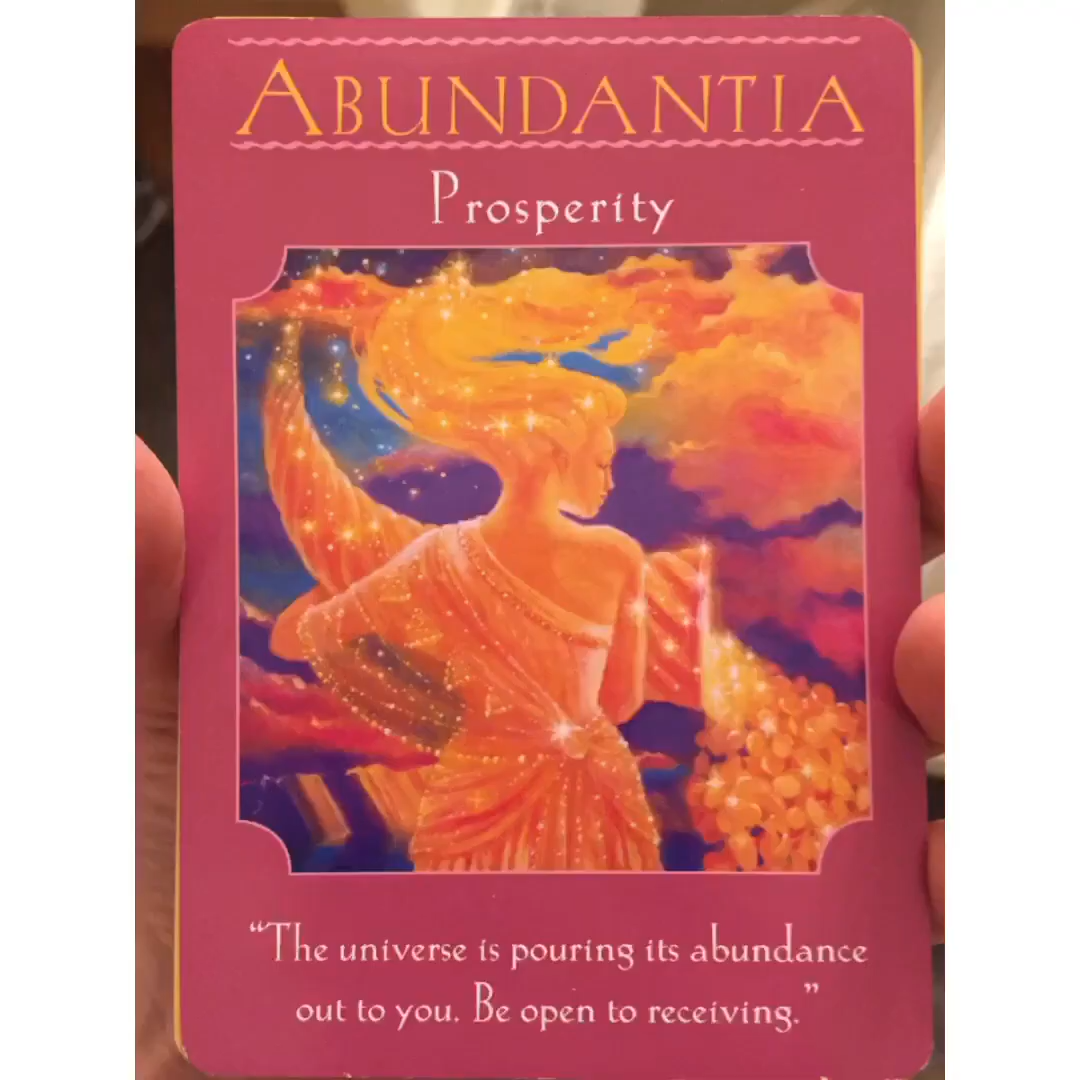 ABUNDANTIA
Prosperity
“The universe is pouring its abundance
out to you. Be open to receiving.”